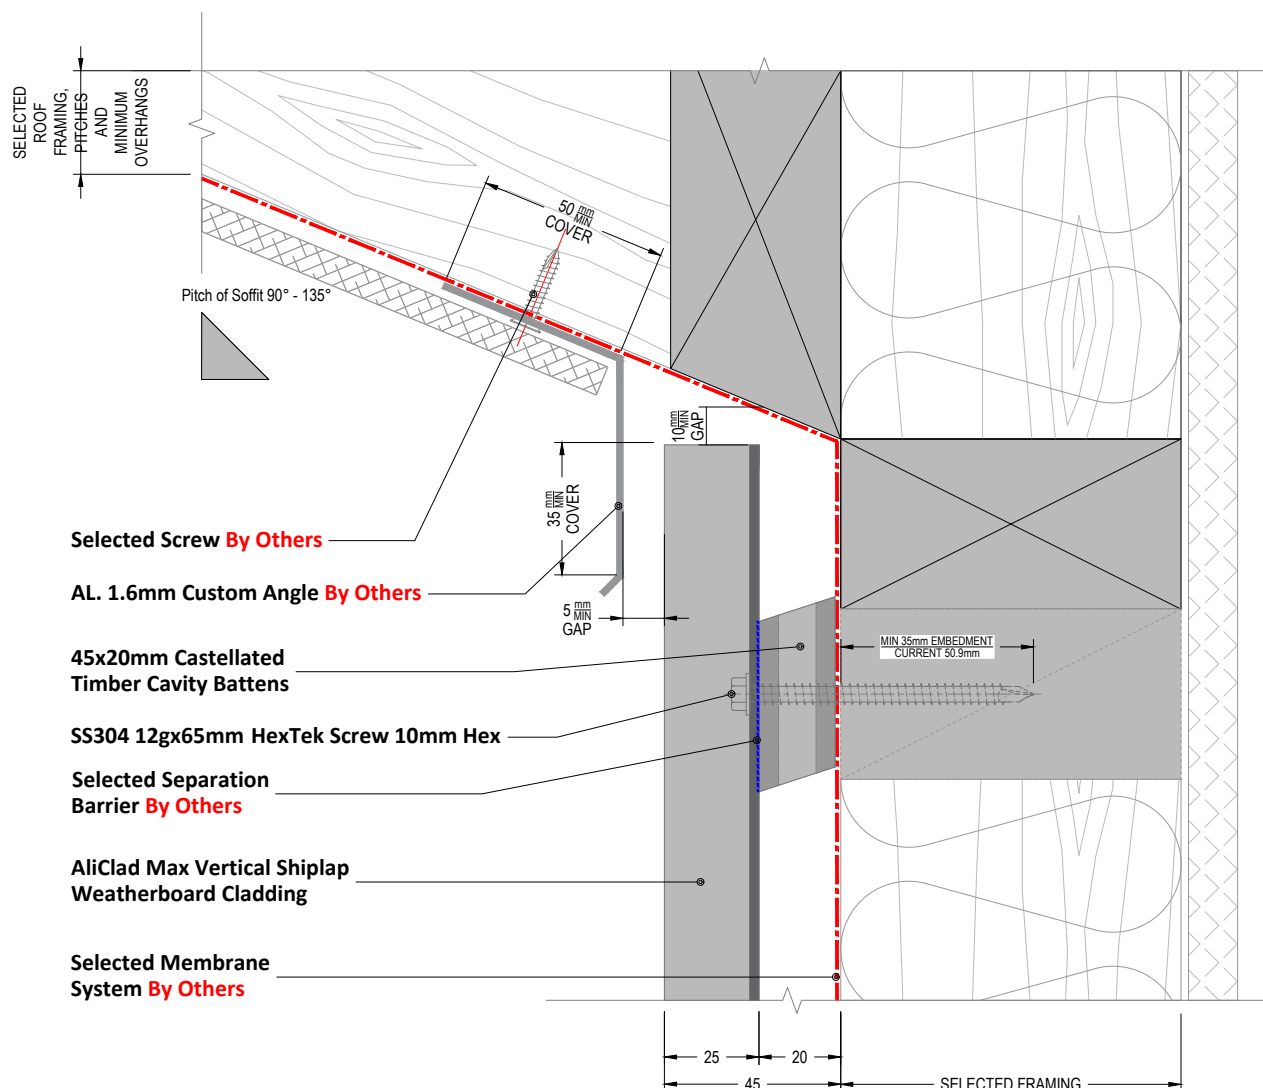 SELECTED
ROOF
FRAMING,
PITCHES
AND
MINIMUM
OVERHANGS
50 mm MIN
COVER
Pitch of Soffit 90° - 135°
10 mm MIN
GAP
35 mm MIN
COVER
Selected Screw By Others
AL. 1.6mm Custom Angle By Others
5 mm MIN
GAP
45x20mm Castellated
Timber Cavity Battens
MIN 35mm EMBEDMENT
CURRENT 50.9mm
SS304 12gx65mm HexTek Screw 10mm Hex
Selected Separation
Barrier By Others
AliClad Max Vertical Shiplap
Weatherboard Cladding
Selected Membrane
System By Others
25
20
45
SELECTED FRAMING